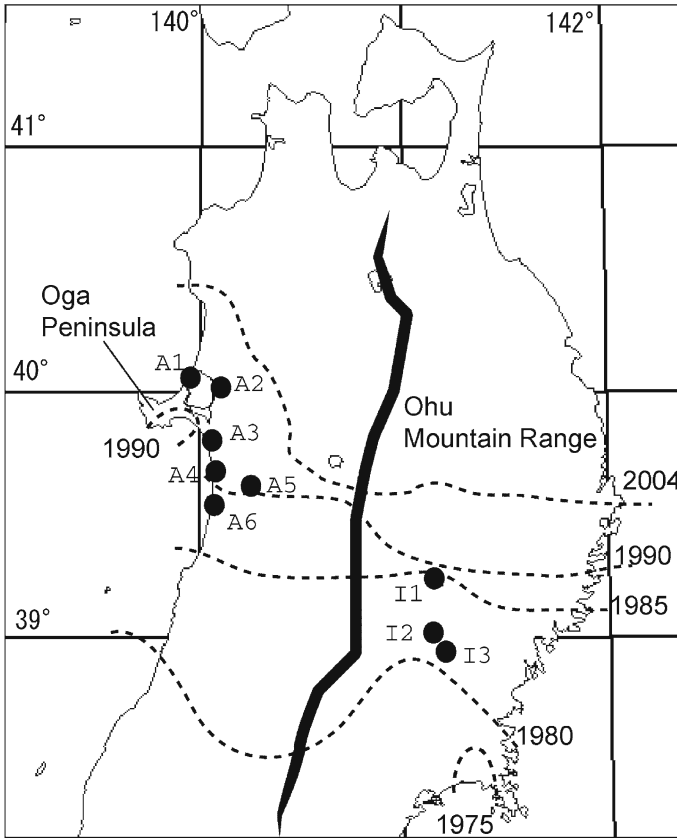 140°
142°
41°
Oga
Peninsula
A1
A2
40°
1990
A3
Ohu
Mountain Range
A4
A5
2004
A6
1990
I1
1985
39°
I2
I3
1980
1975